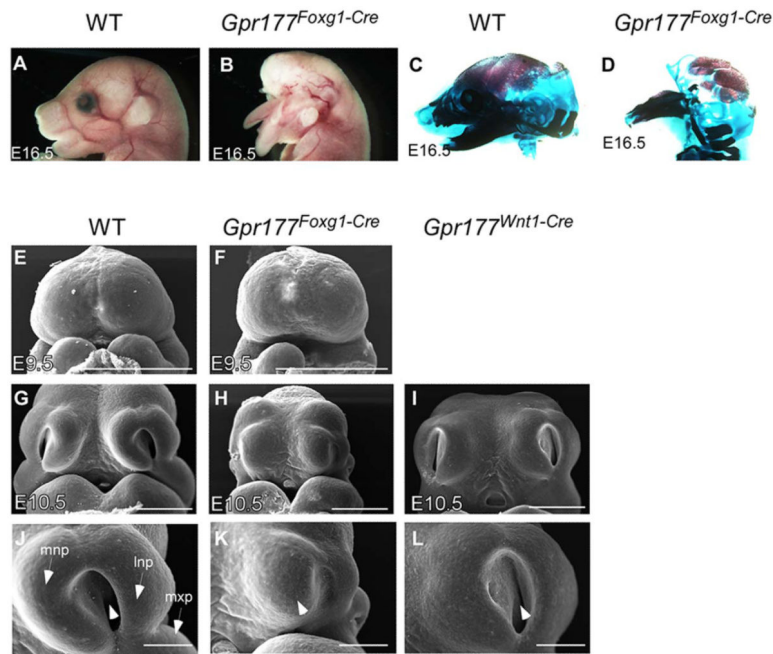 WT Gpr177Foxg1-Cre WT Gpr177Foxg1-Cre
A B C D
E16.5 E16.5 E16.5 E16.5
WT Gpr177Foxg1-Cre Gpr177Wnt1-Cre
E F
E9.5 E9.5
G H I
E10.5 E10.5 E10.5
J K L
mnp lnp
mxp